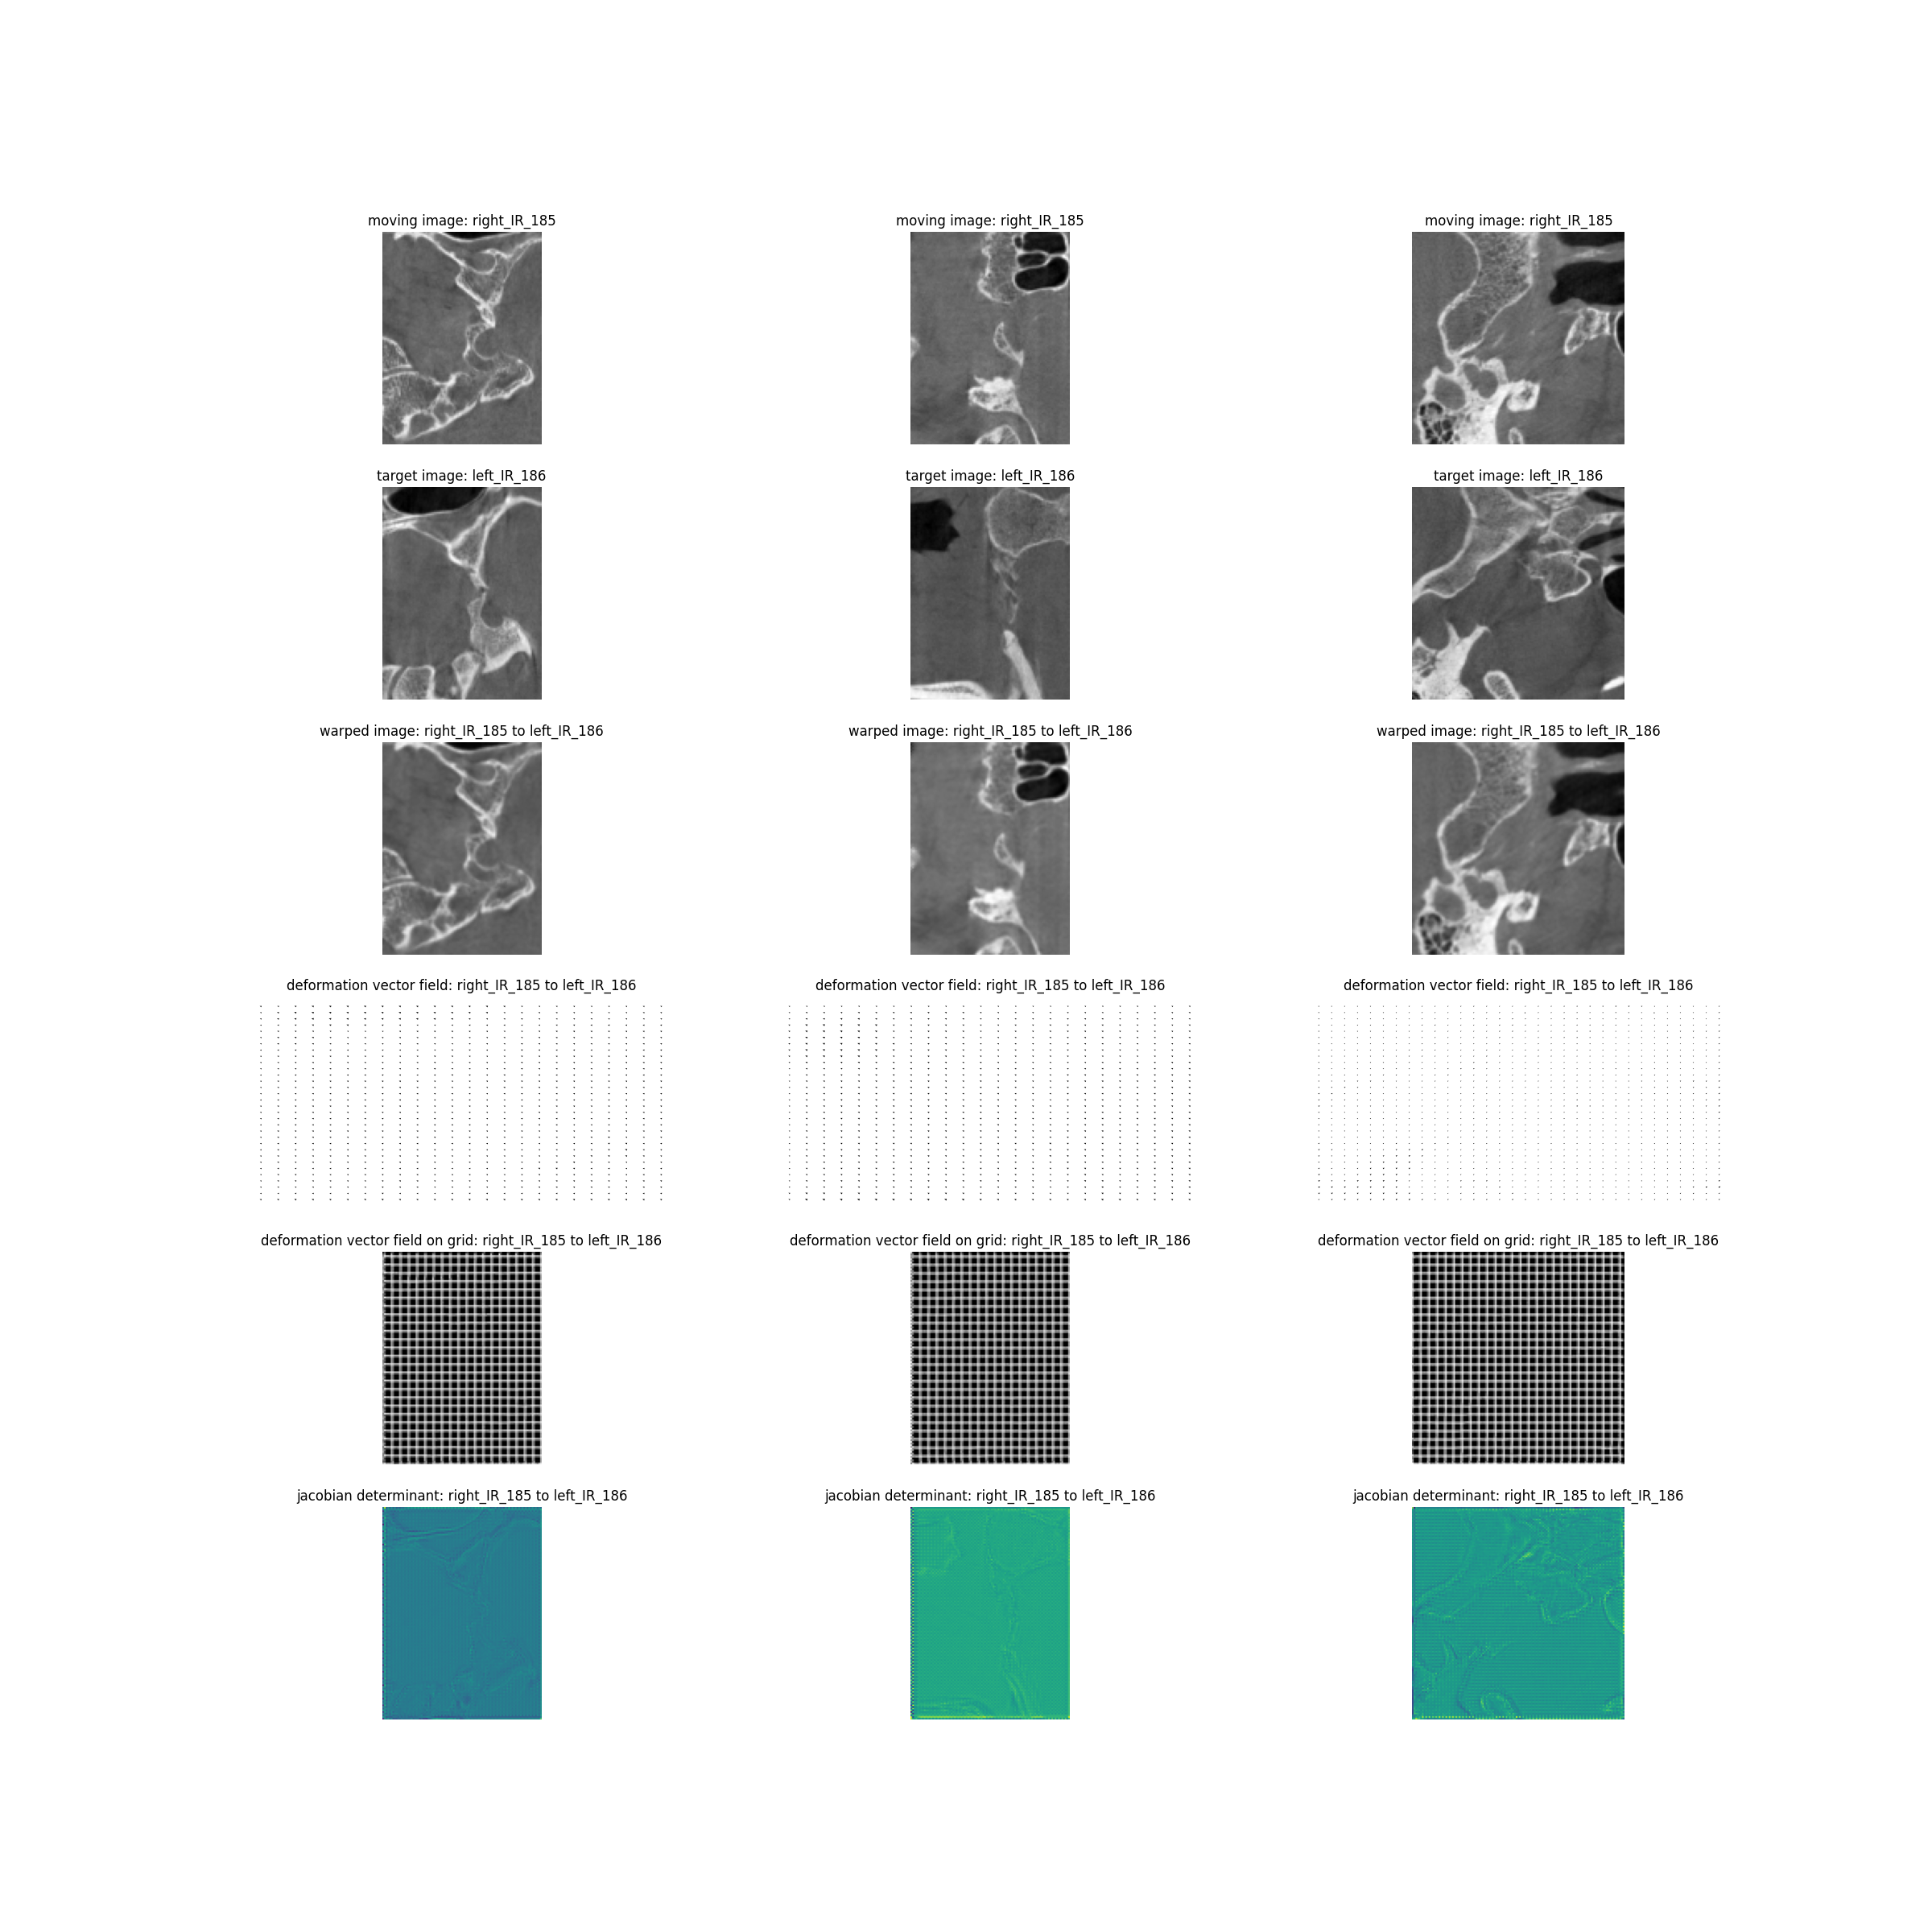 moving image: right_IR_185
moving image: right_IR_185
moving image: right_IR_185
target image: left_IR_186
target image: left_IR_186
target image: left_IR_186
warped image: right_IR_185 to left_IR_186
warped image: right_IR_185 to left_IR_186
warped image: right_IR_185 to left_IR_186
deformation vector field: right_IR_185 to left_IR_186
deformation vector field: right_IR_185 to left_IR_186
deformation vector field: right_IR_185 to left_IR_186
deformation vector field on grid: right_IR_185 to left_IR_186
deformation vector field on grid: right_IR_185 to left_IR_186
deformation vector field on grid: right_IR_185 to left_IR_186
jacobian determinant: right_IR_185 to left_IR_186
jacobian determinant: right_IR_185 to left_IR_186
jacobian determinant: right_IR_185 to left_IR_186